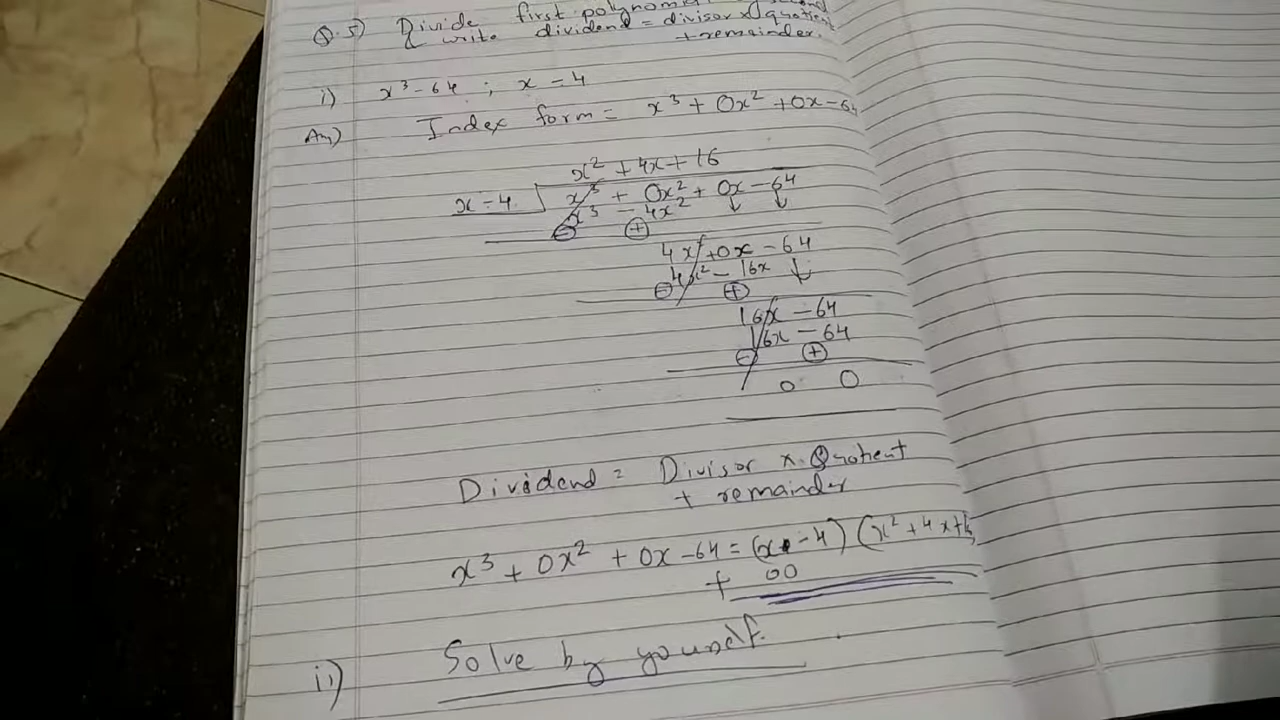 Q.5) Divide first polynomial second
& write dividend = divisor x quotient
+ remainder.
i) x³ - 64 ; x - 4
Ans) Index form = x³ + 0x² + 0x - 64
x² + 4x + 16
x - 4 x³ + 0x² + 0x - 64
⊖ x³ - 4x² ↓ ↓
⊕
4x² + 0x - 64
4x² - 16x ↓
⊖ ⊕
16x - 64
16x - 64
⊖ ⊕
0 0
Dividend = Divisor x Quotient
+ remainder
x³ + 0x² + 0x - 64 = (x - 4) (x² + 4x + 16
+ 00
ii) Solve by yourself.